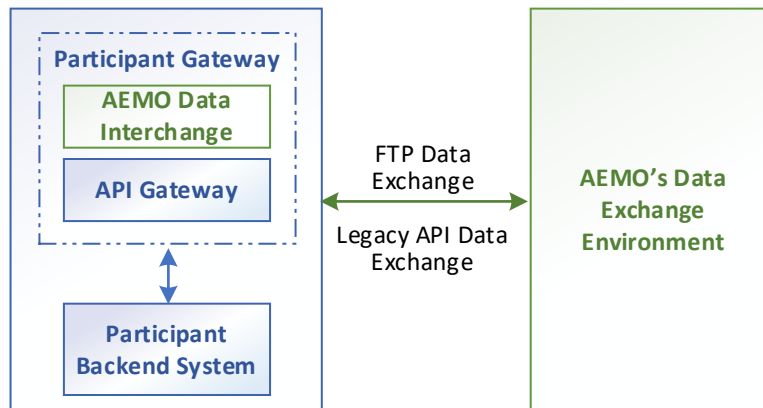 Participant Gateway
AEMO Data
Interchange
API Gateway
Participant
Backend System
FTP Data
Exchange
Legacy API Data
Exchange
AEMO’s Data
Exchange
Environment